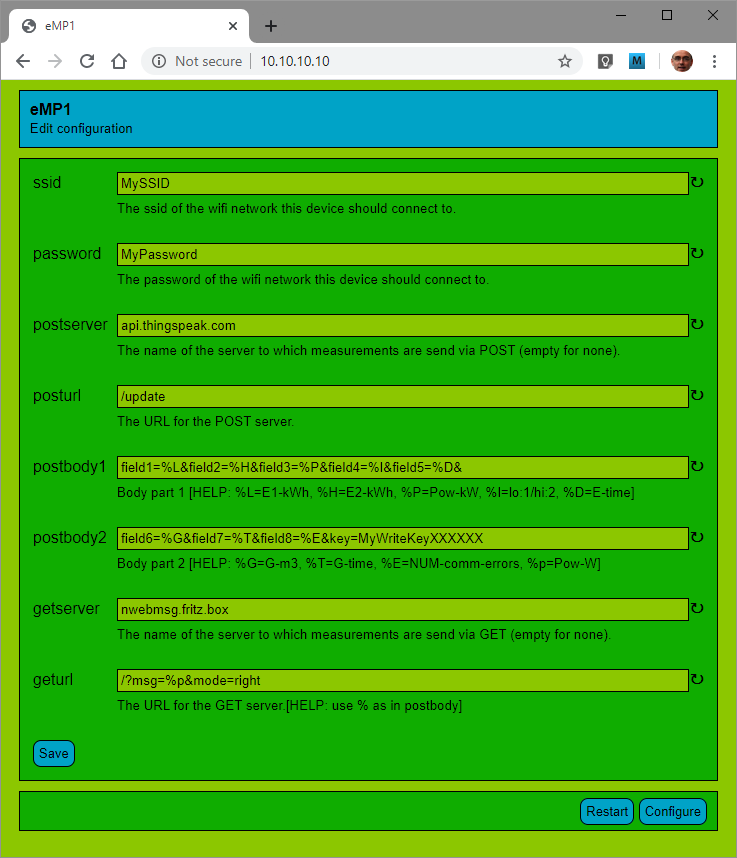 eMP1
Not secure 10.10.10.10
M
eMP1
Edit configuration
ssid MySSID ↻
The ssid of the wifi network this device should connect to.
password MyPassword ↻
The password of the wifi network this device should connect to.
postserver api.thingspeak.com ↻
The name of the server to which measurements are send via POST (empty for none).
posturl /update ↻
The URL for the POST server.
postbody1 field1=%L&field2=%H&field3=%P&field4=%I&field5=%D& ↻
Body part 1 [HELP: %L=E1-kWh, %H=E2-kWh, %P=Pow-kW, %I=lo:1/hi:2, %D=E-time]
postbody2 field6=%G&field7=%T&field8=%E&key=MyWriteKeyXXXXXX ↻
Body part 2 [HELP: %G=G-m3, %T=G-time, %E=NUM-comm-errors, %p=Pow-W]
getserver nwebmsg.fritz.box ↻
The name of the server to which measurements are send via GET (empty for none).
geturl /?msg=%p&mode=right ↻
The URL for the GET server.[HELP: use % as in postbody]
Save
Restart Configure